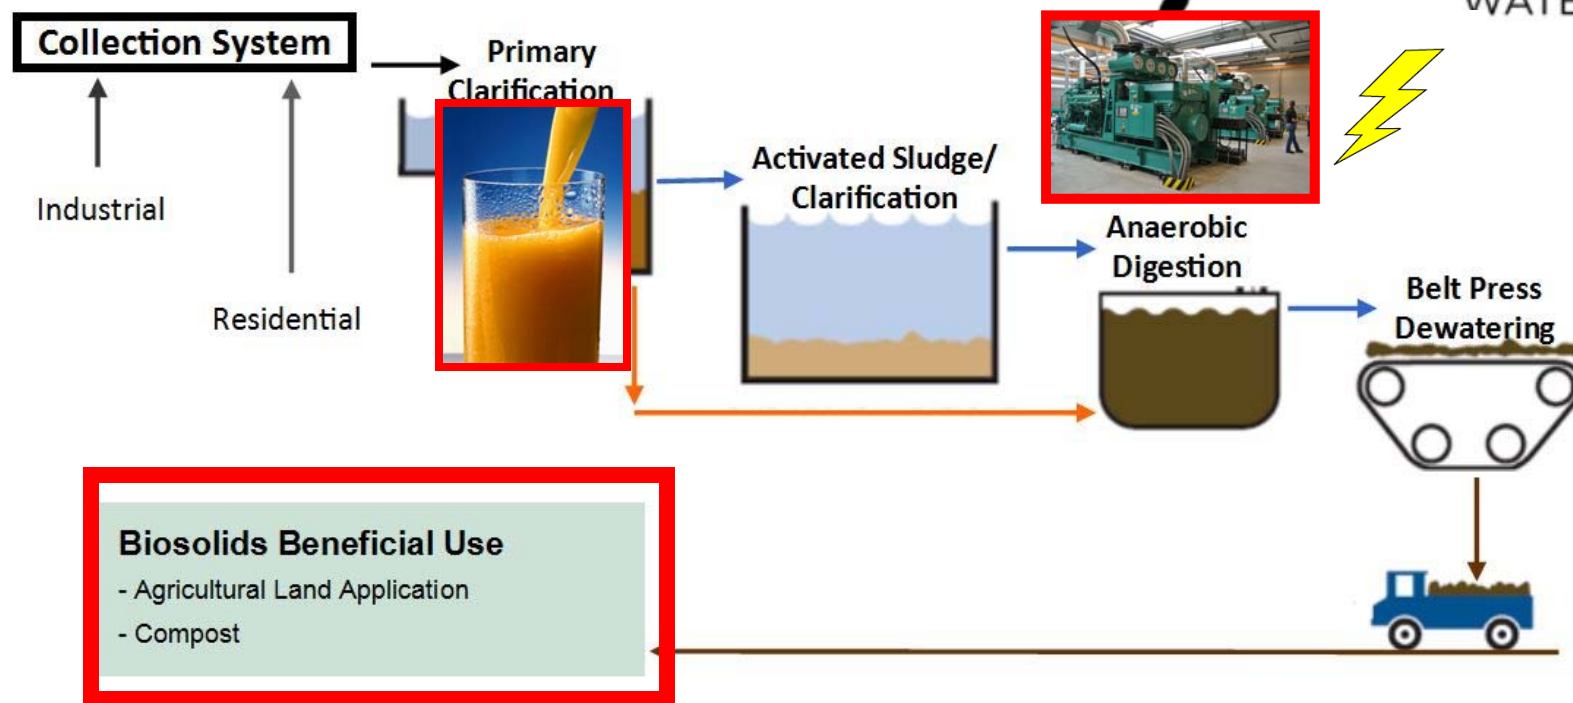 Collection System
Industrial
Residential
Primary
Clarification
Activated Sludge/
Clarification
Anaerobic
Digestion
Belt Press
Dewatering
Biosolids Beneficial Use
- Agricultural Land Application
- Compost